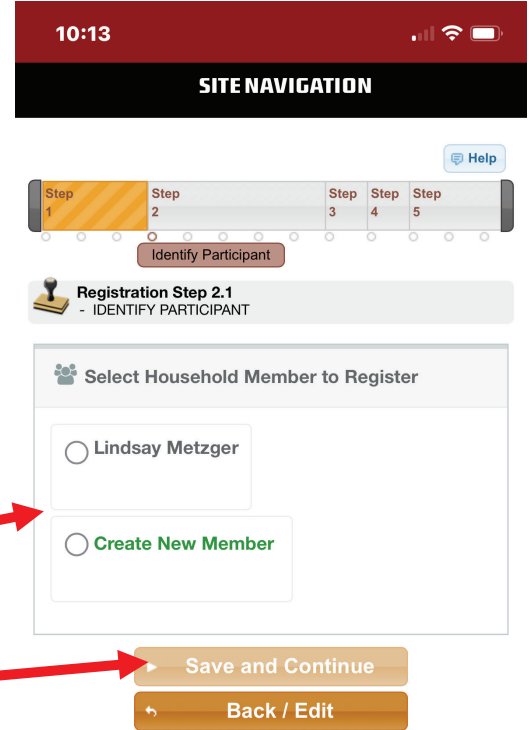 10:13
SITE NAVIGATION
Help
Step 1
Step 2
Step 3
Step 4
Step 5
Identify Participant
Registration Step 2.1
- IDENTIFY PARTICIPANT
Select Household Member to Register
Lindsay Metzger
Create New Member
Save and Continue
Back / Edit